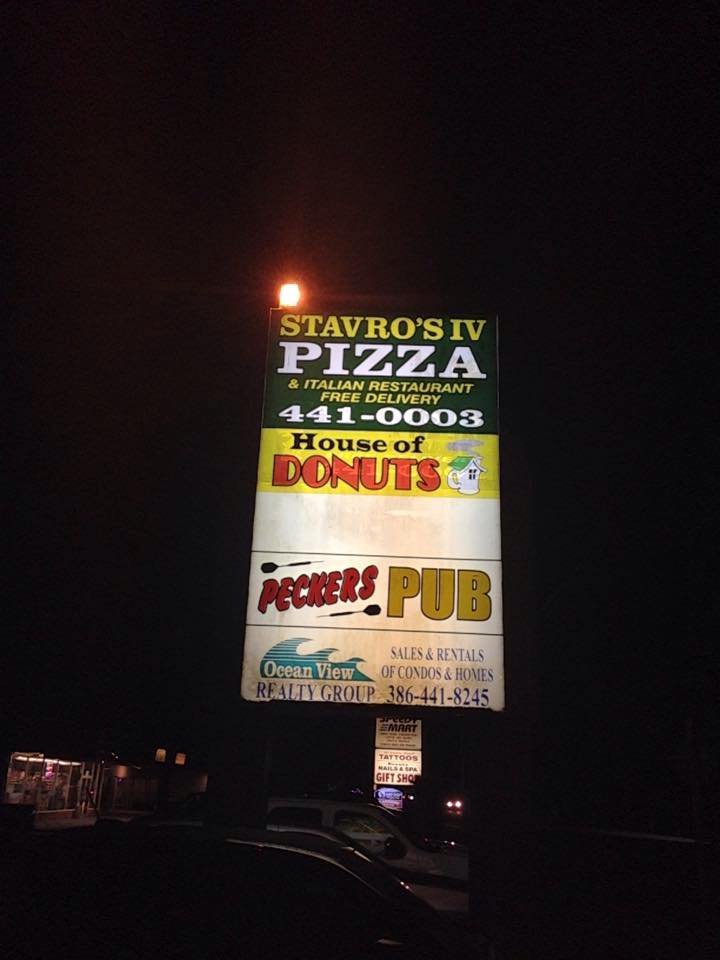 STAVRO'S IV
PIZZA
& ITALIAN RESTAURANT
FREE DELIVERY
441-0003
House of
DONUTS
PECKERS PUB
Ocean View
REALTY GROUP
SALES & RENTALS
OF CONDOS & HOMES
386-441-8245
SPEEDY
MART
TATTOOS
NAILS & SPA
GIFT SHOP